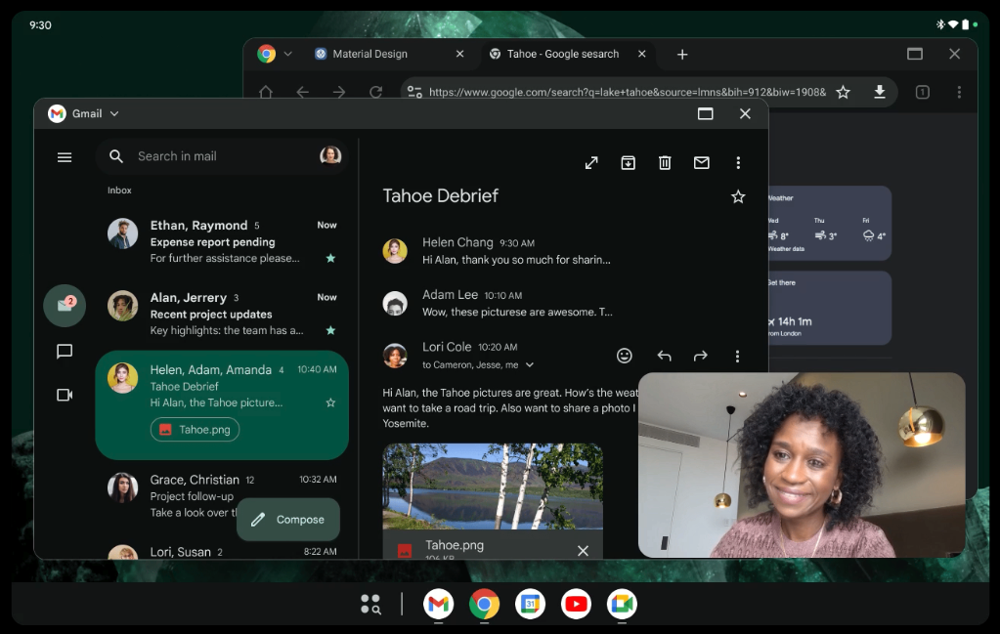 9:30
Material Design
Tahoe - Google sesarch
https://www.google.com/search?q=lake+tahoe&source=lmns&bih=912&biw=1908&
1
Gmail
Search in mail
Inbox
Ethan, Raymond 5 Now
Expense report pending
For further assistance please...
2
Alan, Jerrery 3 Now
Recent project updates
Key highlights: the team has a...
Helen, Adam, Amanda 4 10:40 AM
Tahoe Debrief
Hi Alan, the Tahoe picture...
Tahoe.png
Grace, Christian 12 10:32 AM
Project follow-up
Take a look over th
Compose
Lori, Susan 2 8:22 AM
Tahoe Debrief
Helen Chang 9:30 AM
Hi Alan, thank you so much for sharin...
Adam Lee 10:10 AM
Wow, these picturese are awesome. T...
Lori Cole 10:20 AM
to Cameron, Jesse, me
Hi Alan, the Tahoe pictures are great. How's the weat
want to take a road trip. Also want to share a photo I
Yosemite.
Tahoe.png
106 KB
Weather
Wed Thu Fri
8° 3° 4°
Weather data
Get there
14h 1m
from London
31